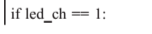 if led_ch == 1: